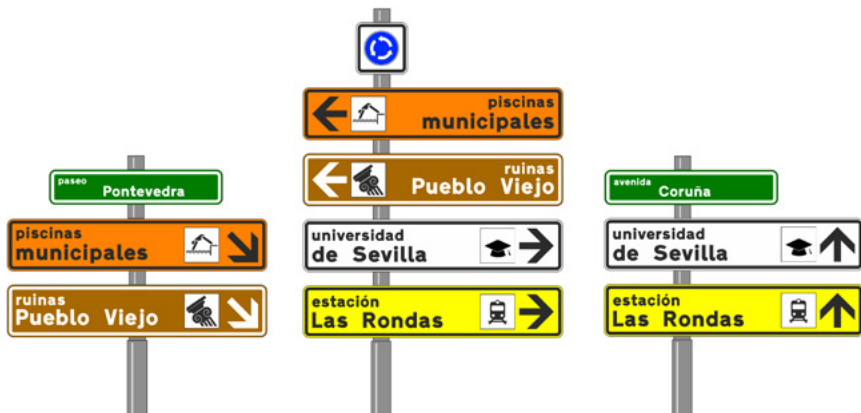 paseo
Pontevedra
piscinas
municipales
ruinas
Pueblo Viejo
piscinas
municipales
ruinas
Pueblo Viejo
universidad
de Sevilla
estación
Las Rondas
avenida
Coruña
universidad
de Sevilla
estación
Las Rondas